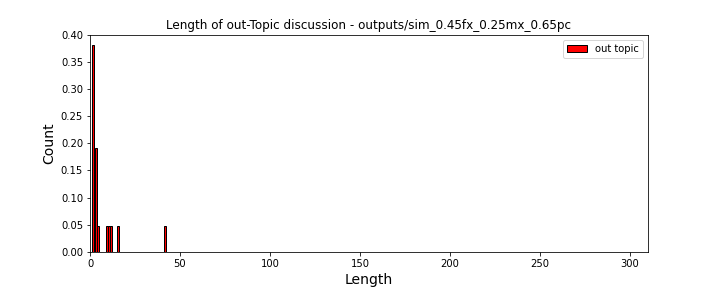 Length of out-Topic discussion - outputs/sim_0.45fx_0.25mx_0.65pc
out topic
Count
0.40
0.35
0.30
0.25
0.20
0.15
0.10
0.05
0.00
0 50 100 150 200 250 300
Length